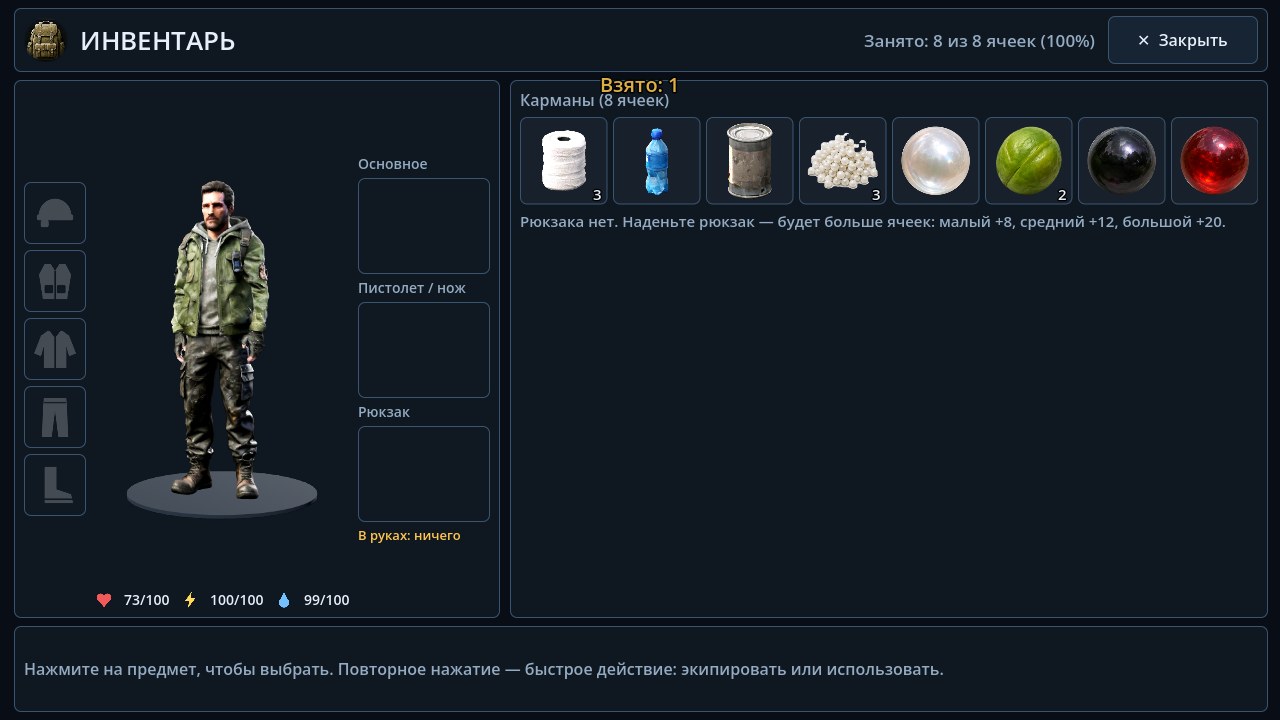 ИНВЕНТАРЬ
Занято: 8 из 8 ячеек (100%)
✕ Закрыть
Взято: 1
Карманы (8 ячеек)
3
3
2
Рюкзака нет. Наденьте рюкзак — будет больше ячеек: малый +8, средний +12, большой +20.
Основное
Пистолет / нож
Рюкзак
В руках: ничего
73/100 100/100 99/100
Нажмите на предмет, чтобы выбрать. Повторное нажатие — быстрое действие: экипировать или использовать.